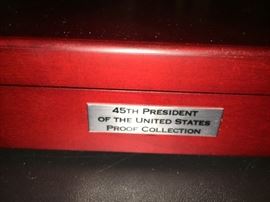 45TH PRESIDENT
OF THE UNITED STATES
PROOF COLLECTION